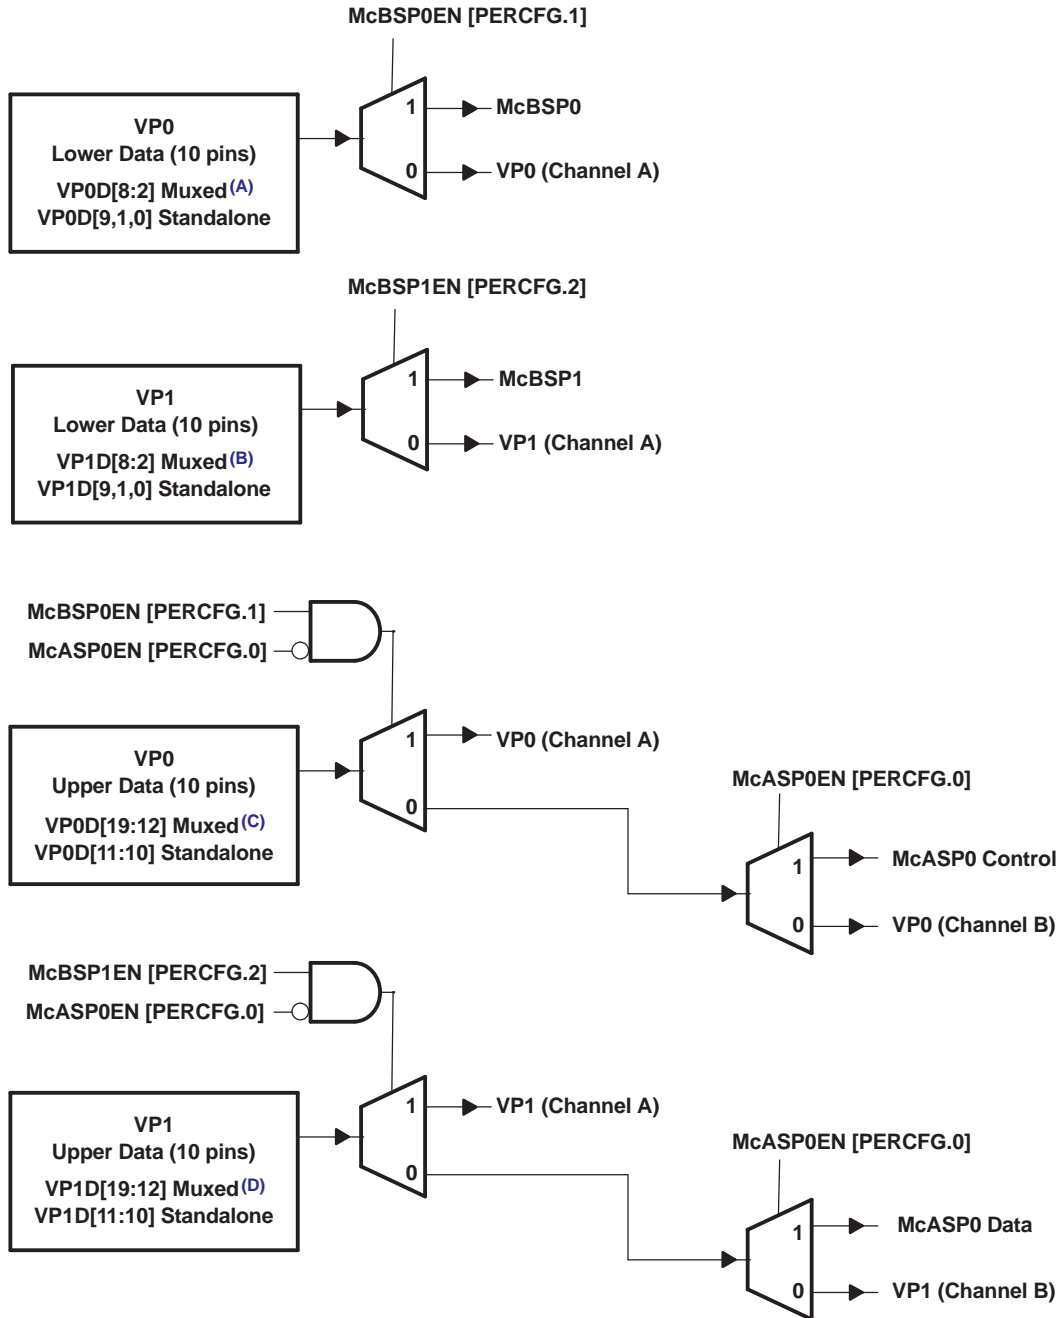 McBSP0EN [PERCFG.1]
VP0
Lower Data (10 pins)
VP0D[8:2] Muxed (A)
VP0D[9,1,0] Standalone
1
McBSP0
0
VP0 (Channel A)
McBSP1EN [PERCFG.2]
VP1
Lower Data (10 pins)
VP1D[8:2] Muxed (B)
VP1D[9,1,0] Standalone
1
McBSP1
0
VP1 (Channel A)
McBSP0EN [PERCFG.1]
McASP0EN [PERCFG.0]
VP0
Upper Data (10 pins)
VP0D[19:12] Muxed (C)
VP0D[11:10] Standalone
1
VP0 (Channel A)
0
McASP0EN [PERCFG.0]
1
McASP0 Control
0
VP0 (Channel B)
McBSP1EN [PERCFG.2]
McASP0EN [PERCFG.0]
VP1
Upper Data (10 pins)
VP1D[19:12] Muxed (D)
VP1D[11:10] Standalone
1
VP1 (Channel A)
0
McASP0EN [PERCFG.0]
1
McASP0 Data
0
VP1 (Channel B)